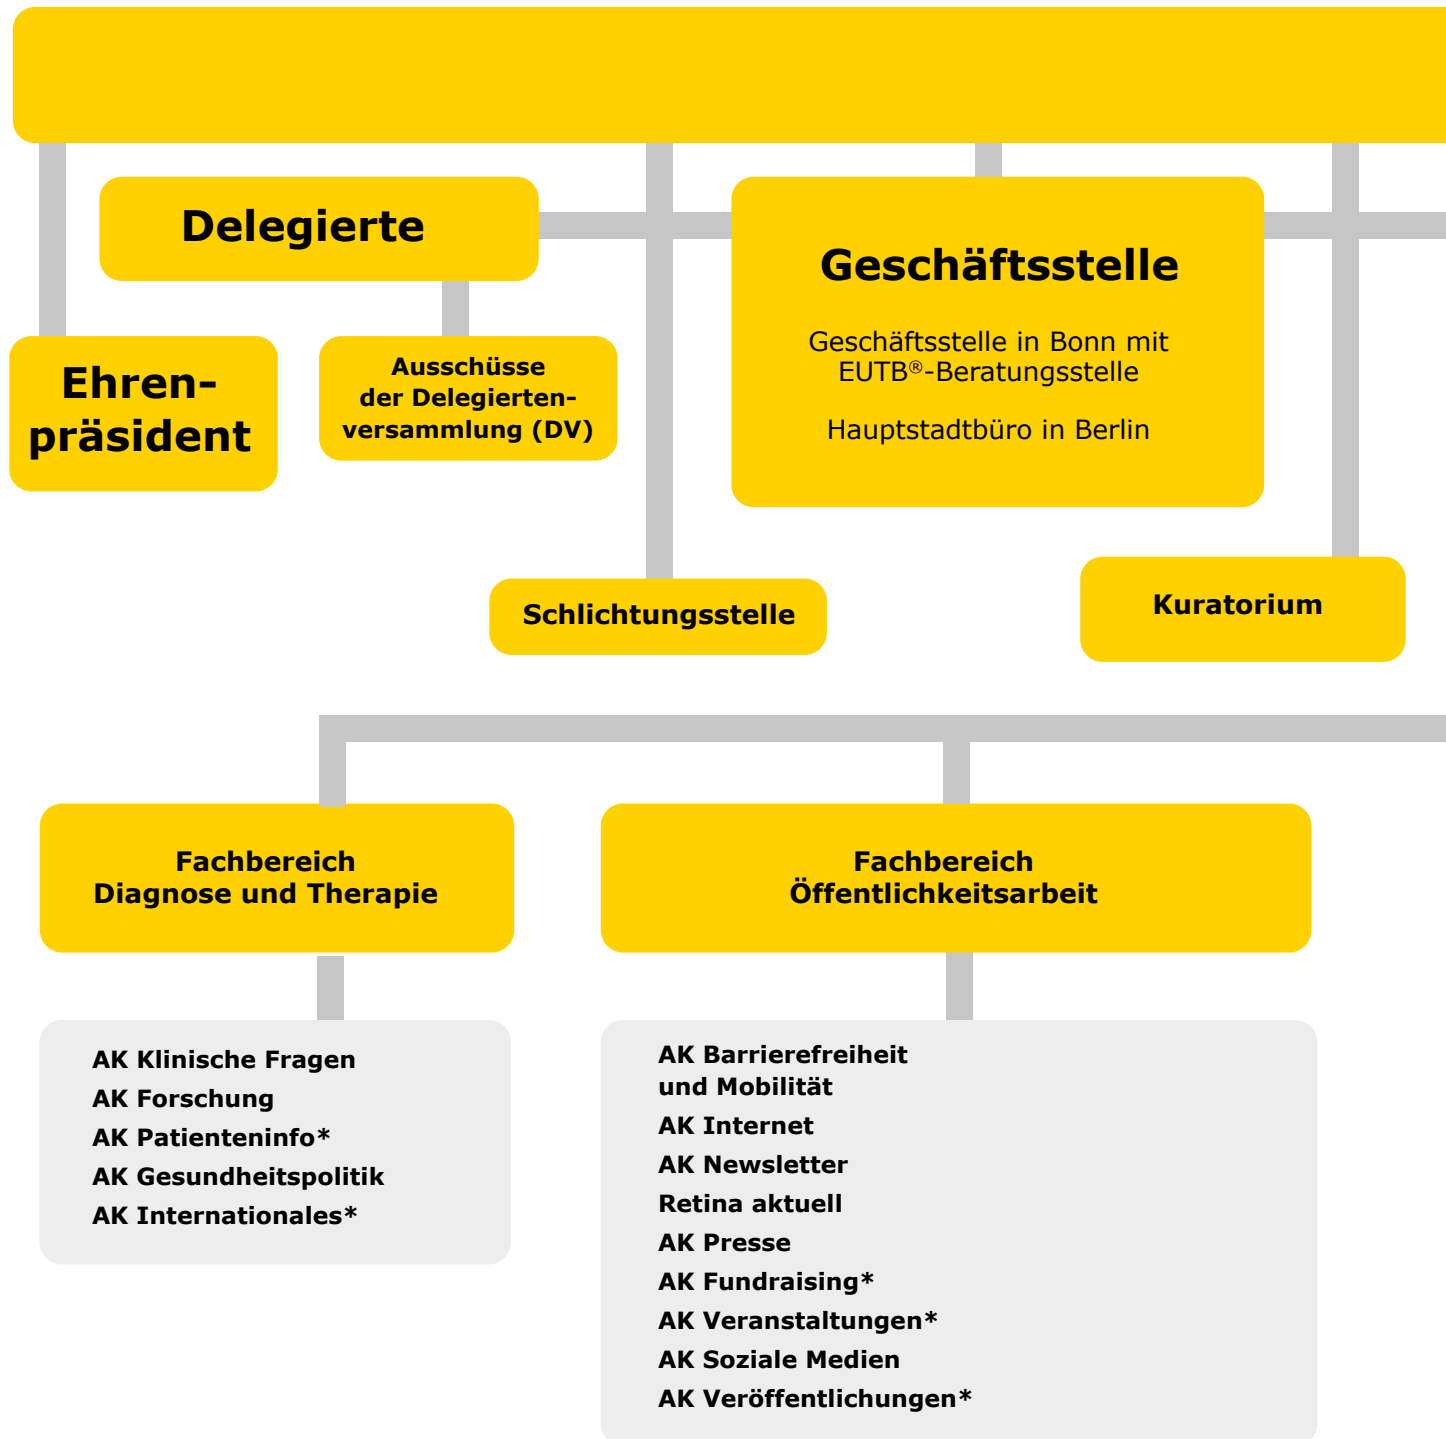 Delegierte
Geschäftsstelle
Geschäftsstelle in Bonn mit
EUTB®-Beratungsstelle
Hauptstadtbüro in Berlin
Ehren-
präsident
Ausschüsse
der Delegierten-
versammlung (DV)
Schlichtungsstelle
Kuratorium
Fachbereich
Diagnose und Therapie
Fachbereich
Öffentlichkeitsarbeit
AK Klinische Fragen
AK Forschung
AK Patienteninfo*
AK Gesundheitspolitik
AK Internationales*
AK Barrierefreiheit
und Mobilität
AK Internet
AK Newsletter
Retina aktuell
AK Presse
AK Fundraising*
AK Veranstaltungen*
AK Soziale Medien
AK Veröffentlichungen*